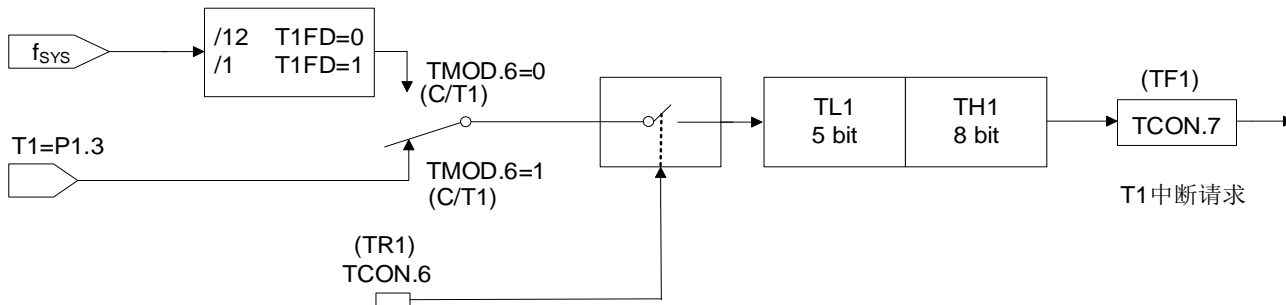 /12 T1FD=0
/1 T1FD=1
fSYS
TMOD.6=0
(C/T1)
T1=P1.3
TMOD.6=1
(C/T1)
(TR1)
TCON.6
TL1
5 bit
TH1
8 bit
(TF1)
TCON.7
T1中断请求